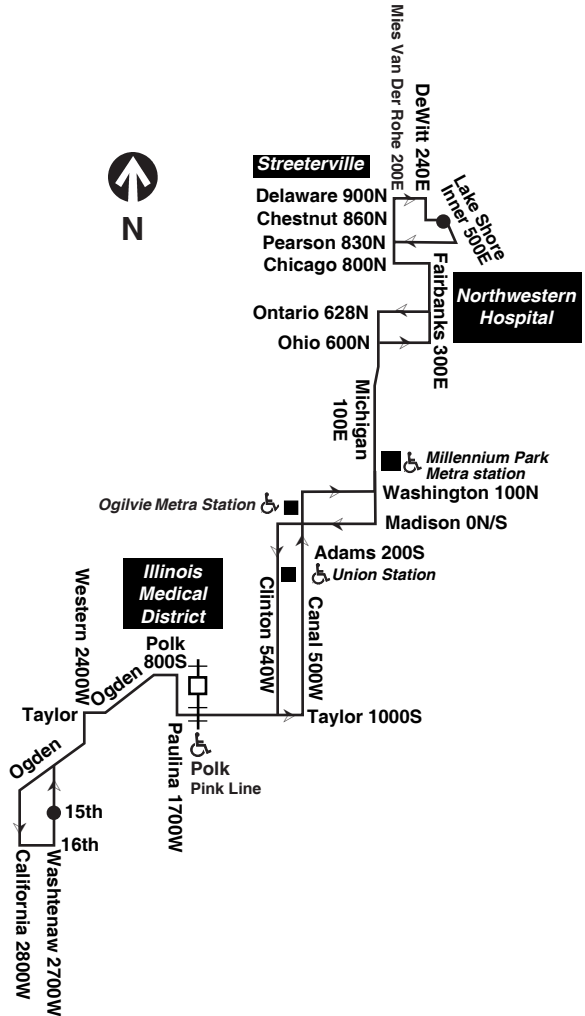 Mies Van Der Rohe 200E
DeWitt 240E
Streeterville
N
Lake Shore
Inner 500E
Delaware 900N
Chestnut 860N
Pearson 830N
Chicago 800N
Fairbanks 300E
Northwestern
Hospital
Ontario 628N
Ohio 600N
Michigan
100E
Millennium Park
Metra station
Washington 100N
Ogilvie Metra Station
Madison 0N/S
Adams 200S
Union Station
Illinois
Medical
District
Clinton 540W
Canal 500W
Western 2400W
Polk
800S
Ogden
Taylor
Taylor 1000S
Paulina 1700W
Polk
Pink Line
Ogden
15th
16th
California 2800W
Washtenaw 2700W